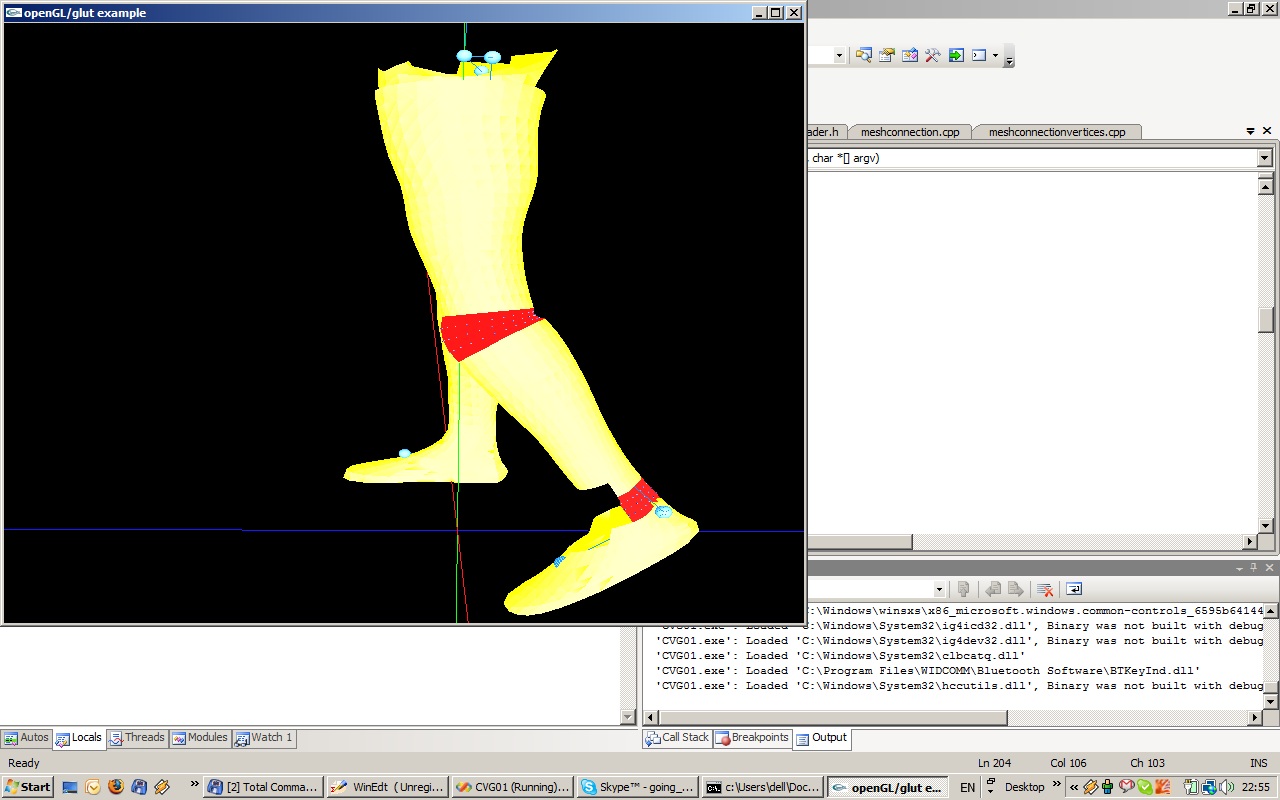 openGL/glut example
ader.h meshconnection.cpp meshconnectionvertices.cpp
char *[] argv)
C:\Windows\winsxs\x86_microsoft.windows.common-controls_6595b64144
'CVG01.exe': Loaded 'C:\Windows\System32\ig4icd32.dll', Binary was not built with debug
'CVG01.exe': Loaded 'C:\Windows\System32\ig4dev32.dll', Binary was not built with debug
'CVG01.exe': Loaded 'C:\Windows\System32\clbcatq.dll'
'CVG01.exe': Loaded 'C:\Program Files\WIDCOMM\Bluetooth Software\BTKeyInd.dll'
'CVG01.exe': Loaded 'C:\Windows\System32\hccutils.dll', Binary was not built with debug
Autos Locals Threads Modules Watch 1 Call Stack Breakpoints Output
Ready Ln 204 Col 106 Ch 103 INS
Start » [2] Total Comma... WinEdt (Unregi... CVG01 (Running)... Skype™ - going_... c:\Users\dell\Doc... openGL/glut e... EN Desktop » « 22:55